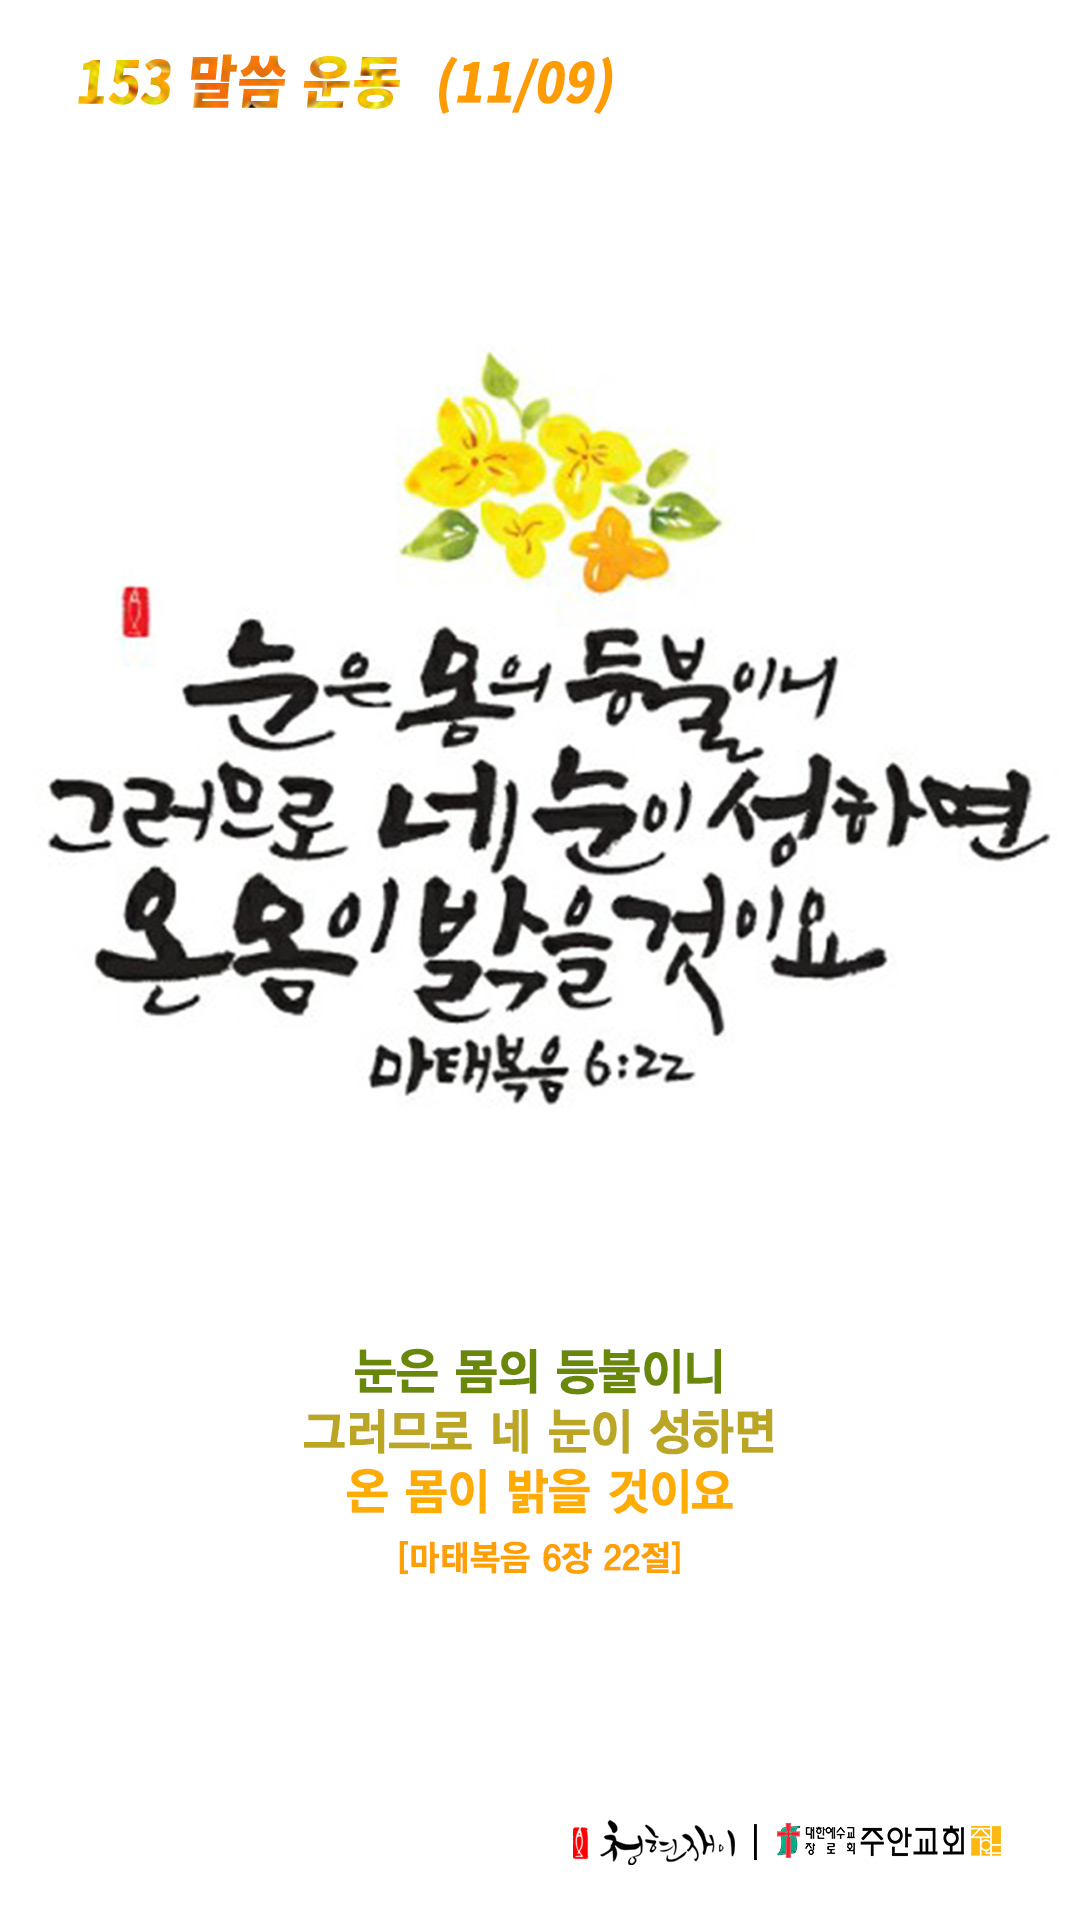 153 말씀 운동 (11/09)
눈은 몸의 등불이니
그러므로 네 눈이 성하면
온 몸이 밝을 것이요
마태복음 6:22
눈은 몸의 등불이니
그러므로 네 눈이 성하면
온 몸이 밝을 것이요
[마태복음 6장 22절]
청현재이 | 대한예수교
장로회 주안교회 주안